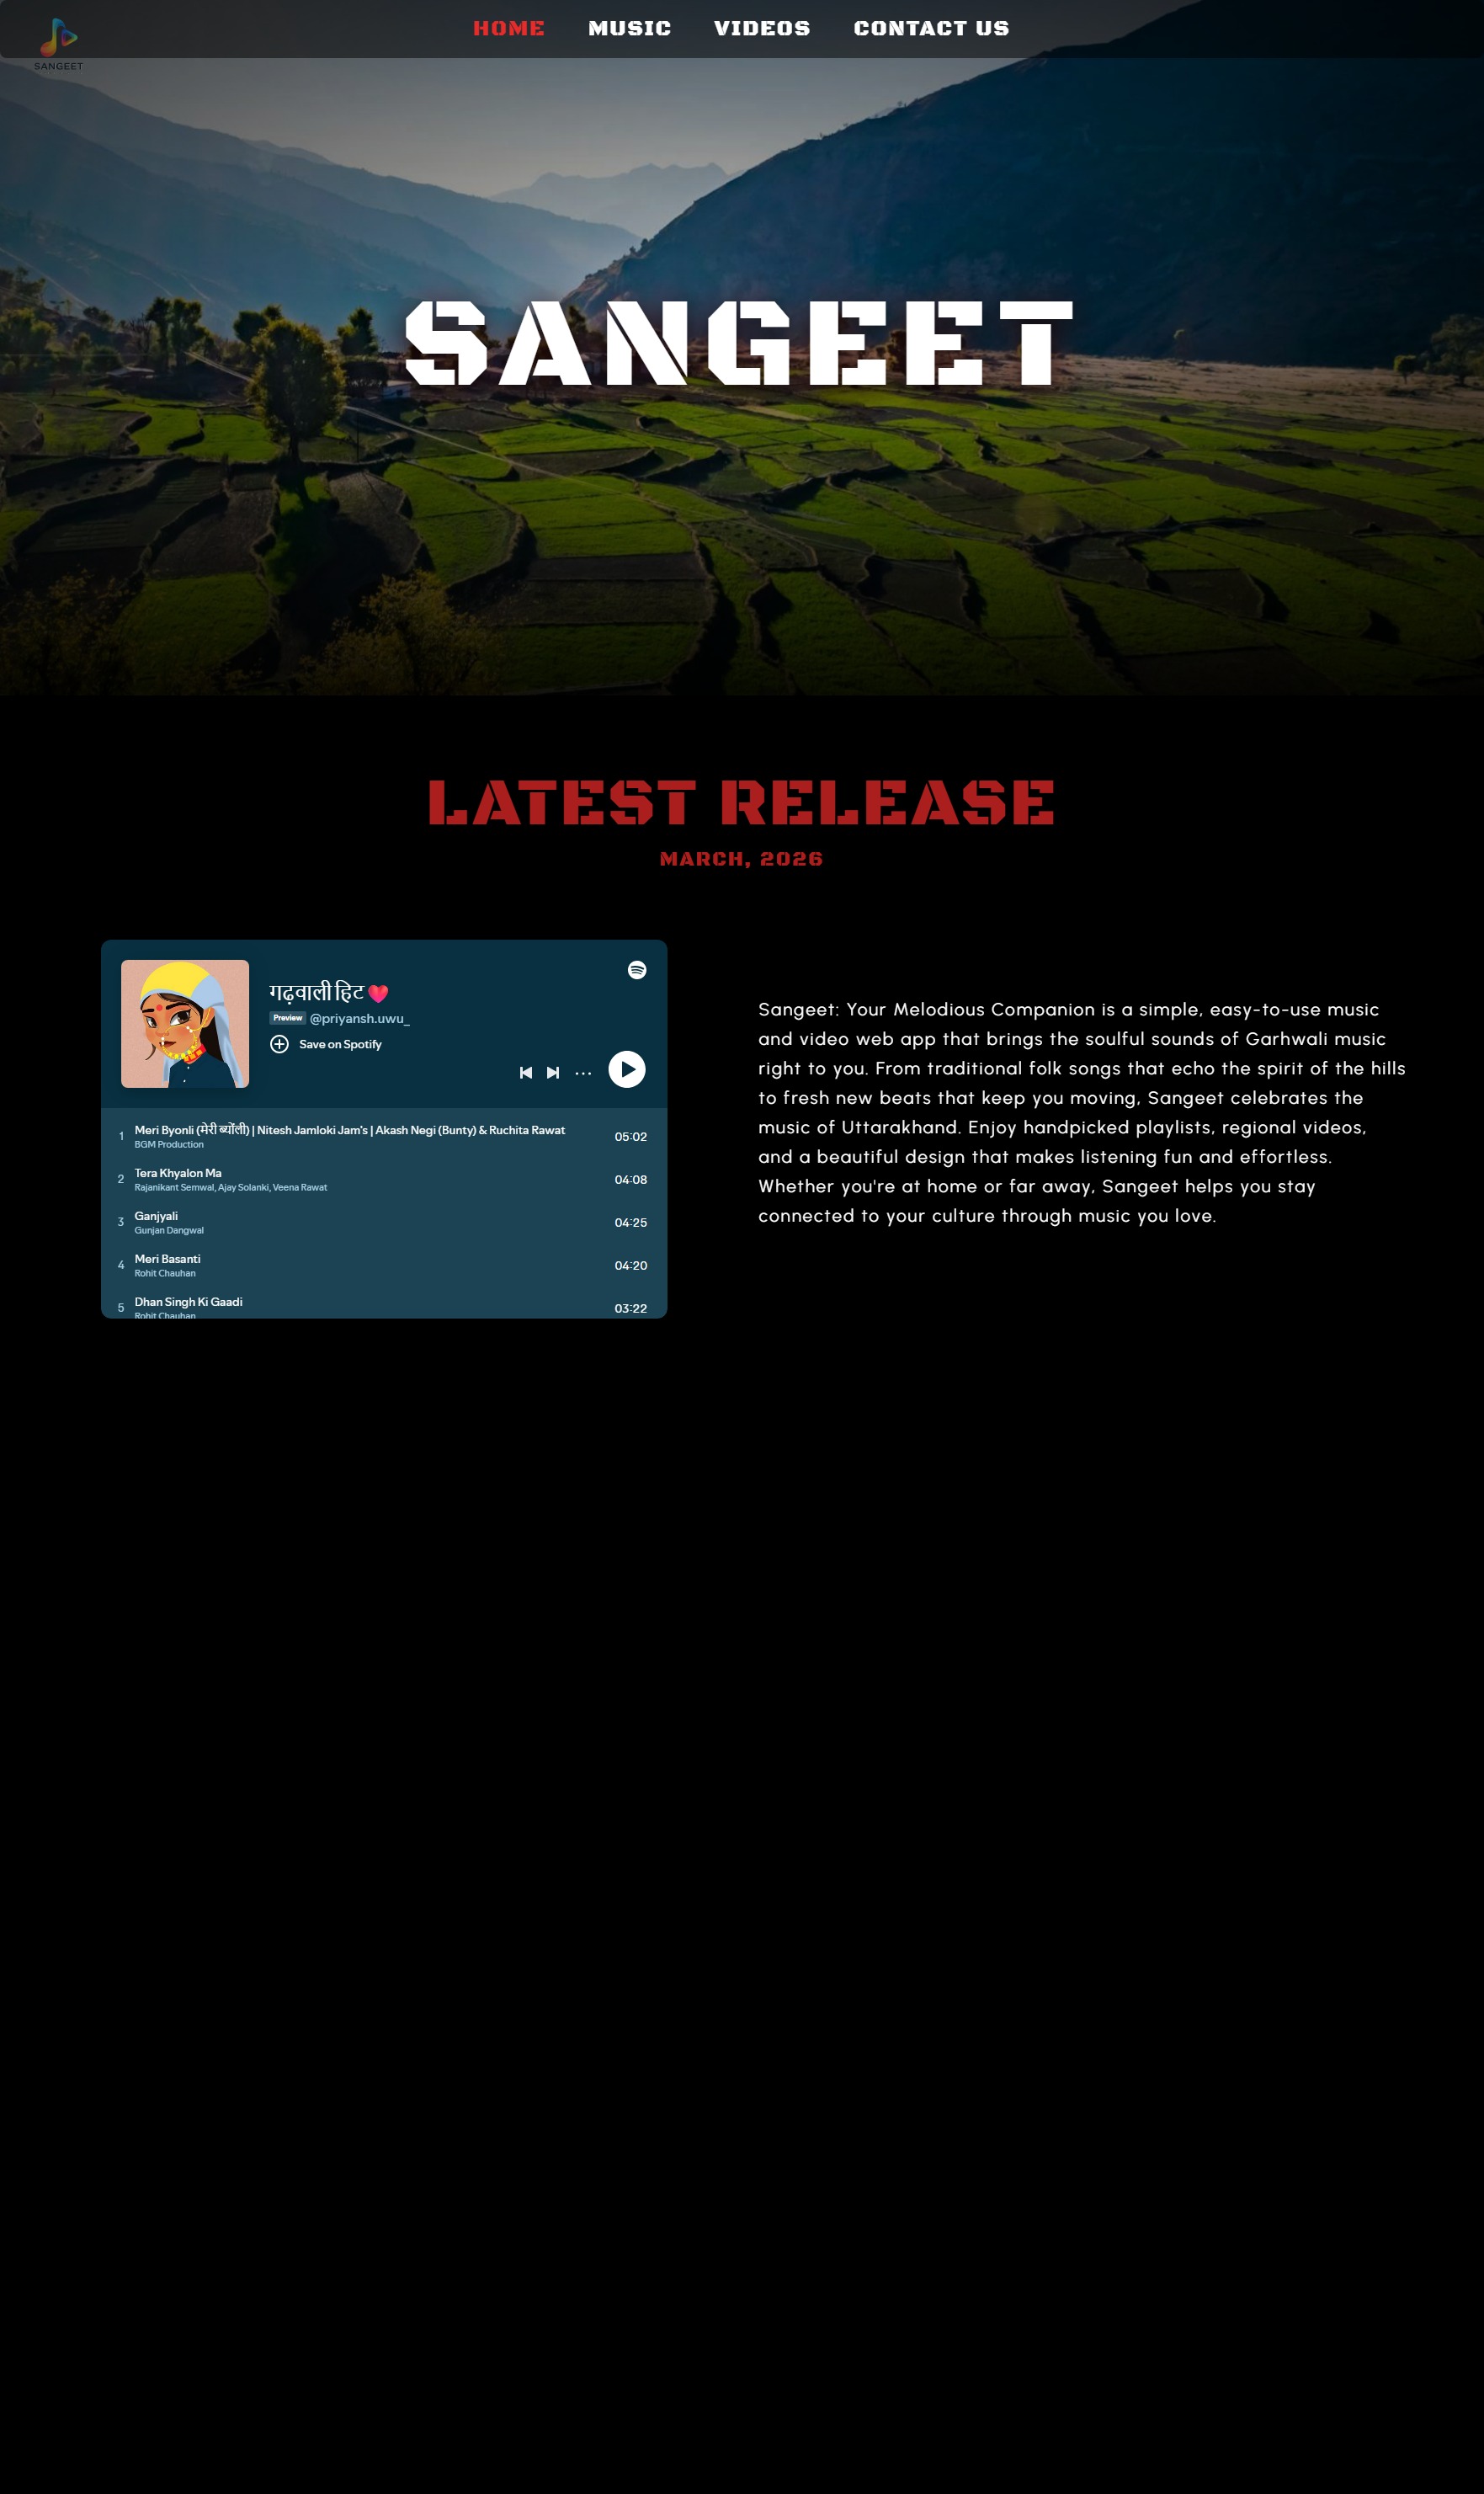 SANGEET
HOME MUSIC VIDEOS CONTACT US
SANGEET
LATEST RELEASE
MARCH, 2026
गढ़वाली हिट ❤️
Preview @priyansh.uwu_
Save on Spotify
1 Meri Byonli (मेरी ब्योंली) | Nitesh Jamloki Jam's | Akash Negi (Bunty) & Ruchita Rawat 05:02
BGM Production
2 Tera Khyalon Ma 04:08
Rajanikant Semwal, Ajay Solanki, Veena Rawat
3 Ganjyali 04:25
Gunjan Dangwal
4 Meri Basanti 04:20
Rohit Chauhan
5 Dhan Singh Ki Gaadi 03:22
Rohit Chauhan
Sangeet: Your Melodious Companion is a simple, easy-to-use music
and video web app that brings the soulful sounds of Garhwali music
right to you. From traditional folk songs that echo the spirit of the hills
to fresh new beats that keep you moving, Sangeet celebrates the
music of Uttarakhand. Enjoy handpicked playlists, regional videos,
and a beautiful design that makes listening fun and effortless.
Whether you're at home or far away, Sangeet helps you stay
connected to your culture through music you love.